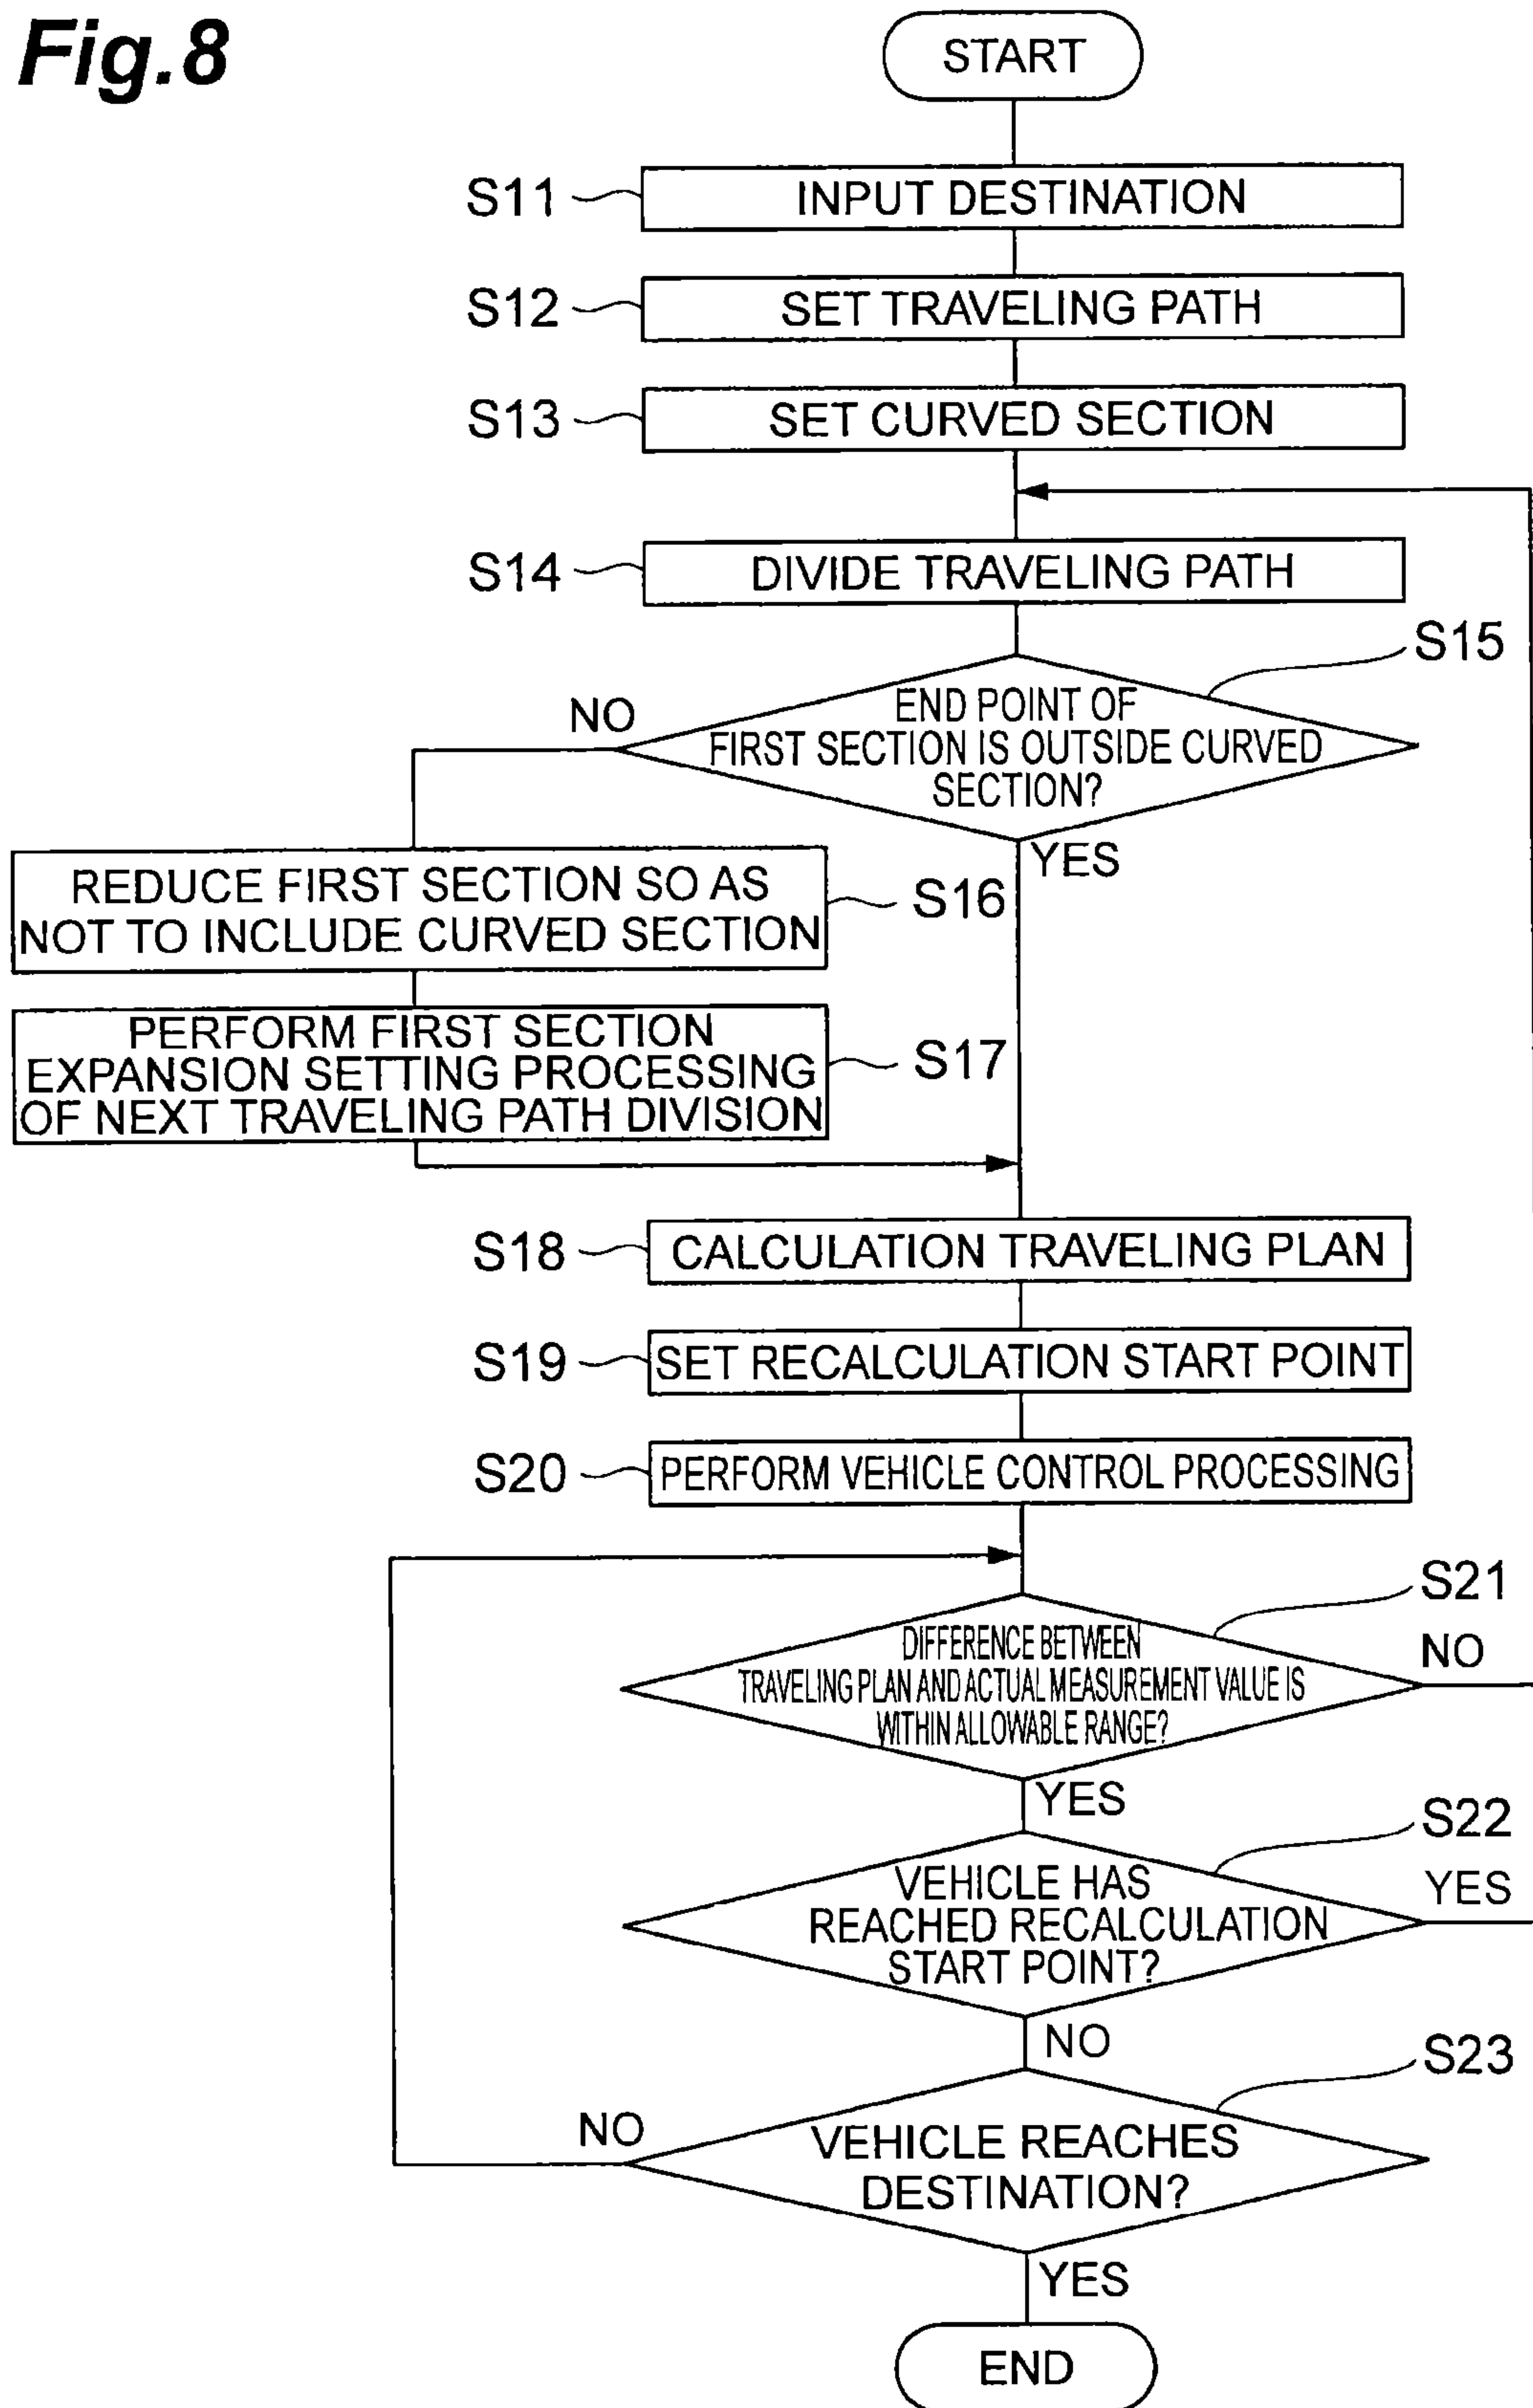 Fig.8
START
S11
INPUT DESTINATION
S12
SET TRAVELING PATH
S13
SET CURVED SECTION
S14
DIVIDE TRAVELING PATH
S15
END POINT OF
FIRST SECTION IS OUTSIDE CURVED
SECTION?
NO
YES
REDUCE FIRST SECTION SO AS
NOT TO INCLUDE CURVED SECTION
S16
PERFORM FIRST SECTION
EXPANSION SETTING PROCESSING
OF NEXT TRAVELING PATH DIVISION
S17
S18
CALCULATION TRAVELING PLAN
S19
SET RECALCULATION START POINT
S20
PERFORM VEHICLE CONTROL PROCESSING
S21
DIFFERENCE BETWEEN
TRAVELING PLAN AND ACTUAL MEASUREMENT VALUE IS
WITHIN ALLOWABLE RANGE?
NO
YES
S22
VEHICLE HAS
REACHED RECALCULATION
START POINT?
YES
NO
S23
VEHICLE REACHES
DESTINATION?
NO
YES
END